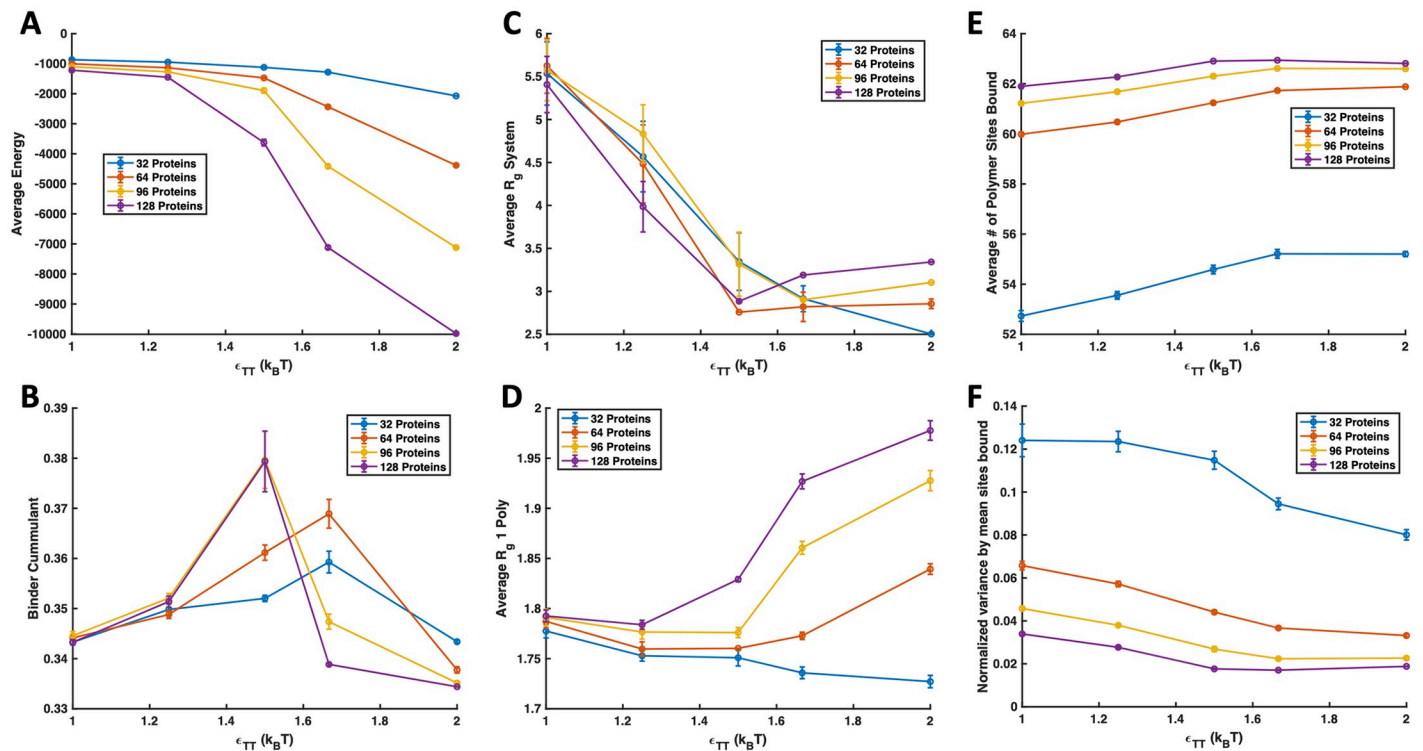 A
Average Energy
0
-1000
-2000
-3000
-4000
-5000
-6000
-7000
-8000
-9000
-10000
32 Proteins
64 Proteins
96 Proteins
128 Proteins
1 1.2 1.4 1.6 1.8 2
ϵTT (kBT)
C
Average Rg System
6
5.5
5
4.5
4
3.5
3
2.5
32 Proteins
64 Proteins
96 Proteins
128 Proteins
1 1.2 1.4 1.6 1.8 2
ϵTT (kBT)
E
Average # of Polymer Sites Bound
64
62
60
58
56
54
52
32 Proteins
64 Proteins
96 Proteins
128 Proteins
1 1.2 1.4 1.6 1.8 2
ϵTT (kBT)
B
Binder Cummulant
0.39
0.38
0.37
0.36
0.35
0.34
0.33
32 Proteins
64 Proteins
96 Proteins
128 Proteins
1 1.2 1.4 1.6 1.8 2
ϵTT (kBT)
D
Average Rg 1 Poly
2
1.95
1.9
1.85
1.8
1.75
1.7
32 Proteins
64 Proteins
96 Proteins
128 Proteins
1 1.2 1.4 1.6 1.8 2
ϵTT (kBT)
F
Normalized variance by mean sites bound
0.14
0.12
0.1
0.08
0.06
0.04
0.02
0
32 Proteins
64 Proteins
96 Proteins
128 Proteins
1 1.2 1.4 1.6 1.8 2
ϵTT (kBT)